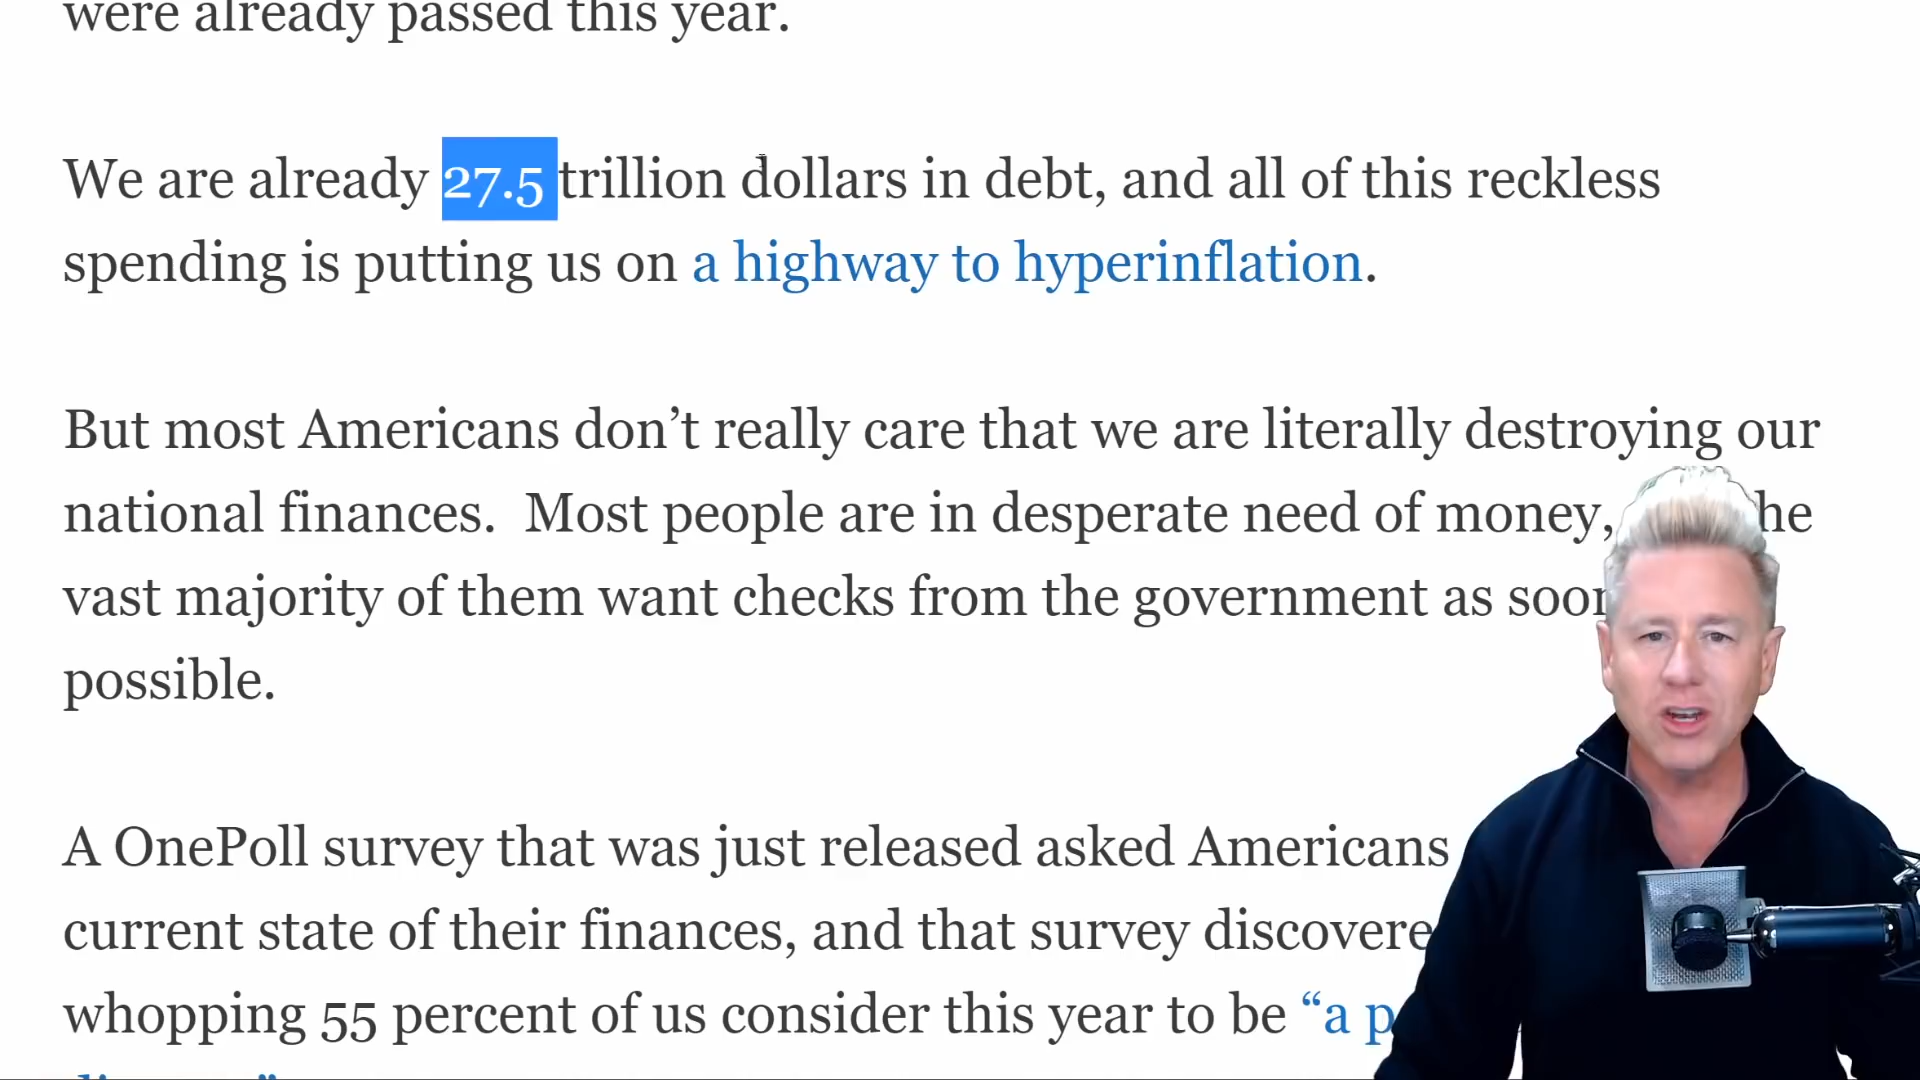 were already passed this year.
We are already 27.5 trillion dollars in debt, and all of this reckless
spending is putting us on a highway to hyperinflation.
But most Americans don’t really care that we are literally destroying our
national finances.  Most people are in desperate need of money, he
vast majority of them want checks from the government as soon
possible.
A OnePoll survey that was just released asked Americans
current state of their finances, and that survey discovere
whopping 55 percent of us consider this year to be “a p